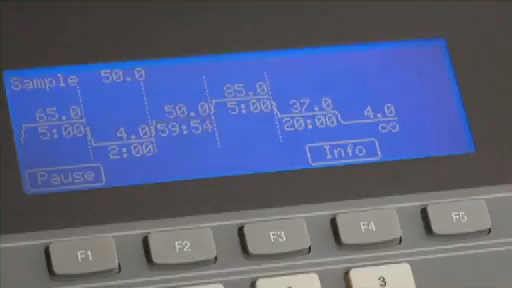 Sample 50.0
65.0 4.0 50.0 85.0 37.0 4.0
5:00 2:00 59:54 5:00 20:00 ∞
Pause Info
F1 F2 F3 F4 F5
3